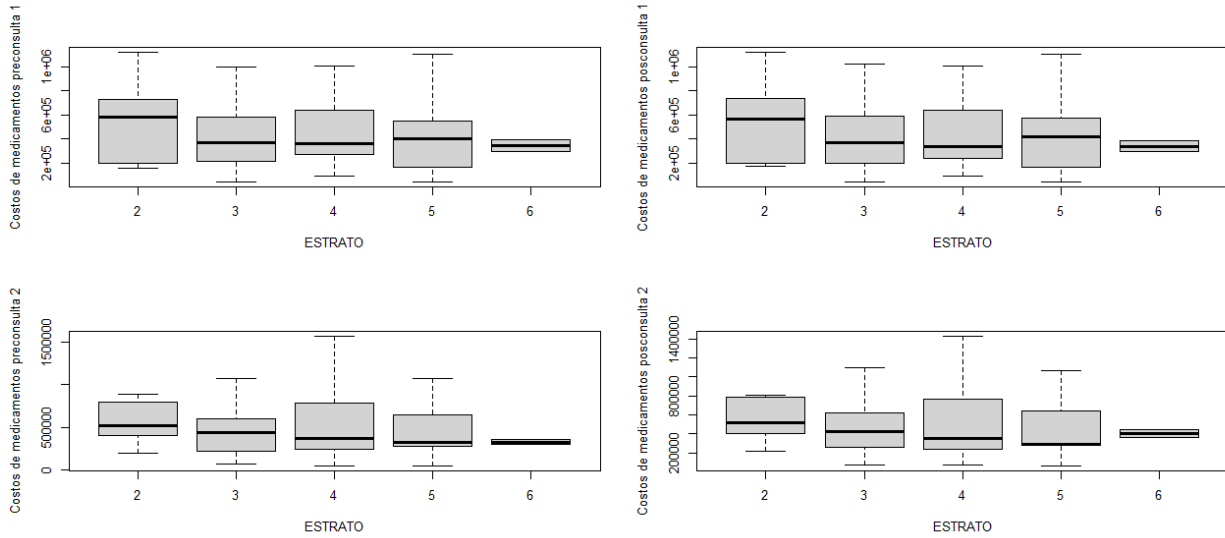 Costos de medicamentos preconsulta 1
2e+05 6e+05 1e+06
2 3 4 5 6
ESTRATO
Costos de medicamentos posconsulta 1
2e+05 6e+05 1e+06
2 3 4 5 6
ESTRATO
Costos de medicamentos preconsulta 2
0 500000 1500000
2 3 4 5 6
ESTRATO
Costos de medicamentos posconsulta 2
200000 800000 1400000
2 3 4 5 6
ESTRATO